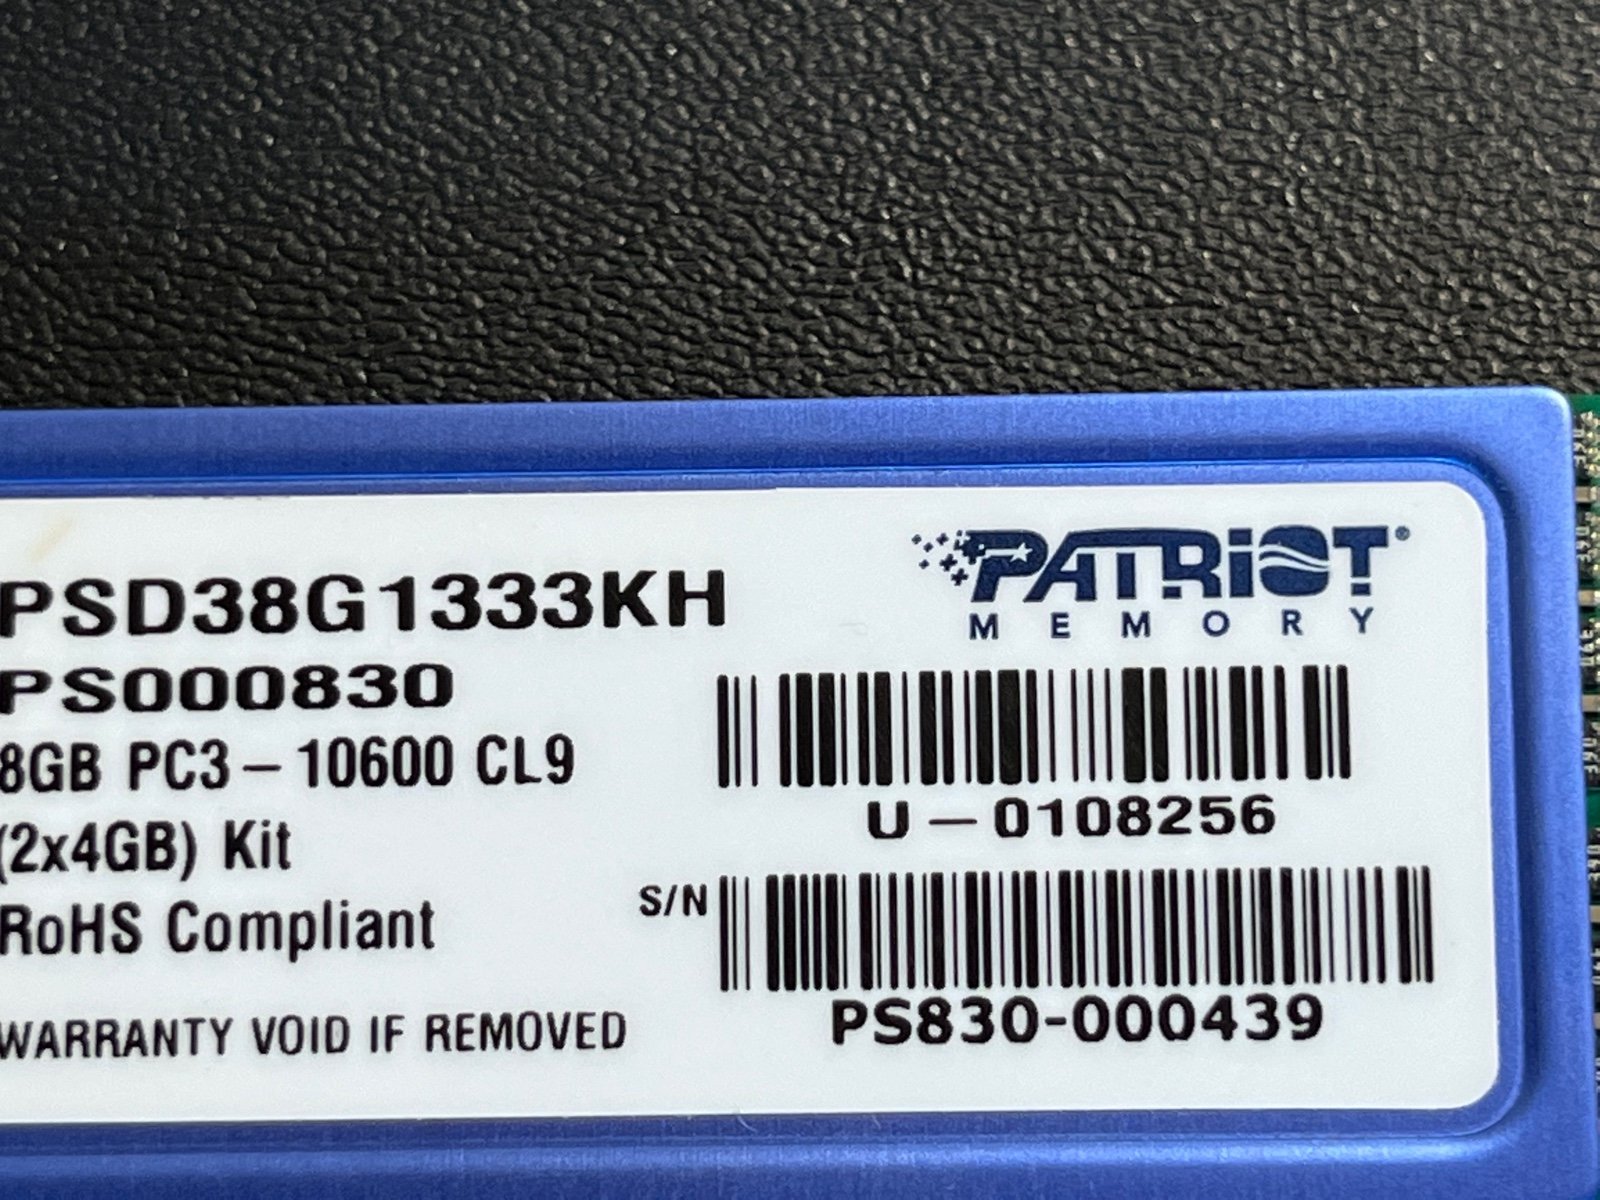 PSD38G1333KH
PS000830
8GB PC3-10600 CL9
(2x4GB) Kit
RoHS Compliant
WARRANTY VOID IF REMOVED
PATRIOT®
MEMORY
U-0108256
S/N
PS830-000439